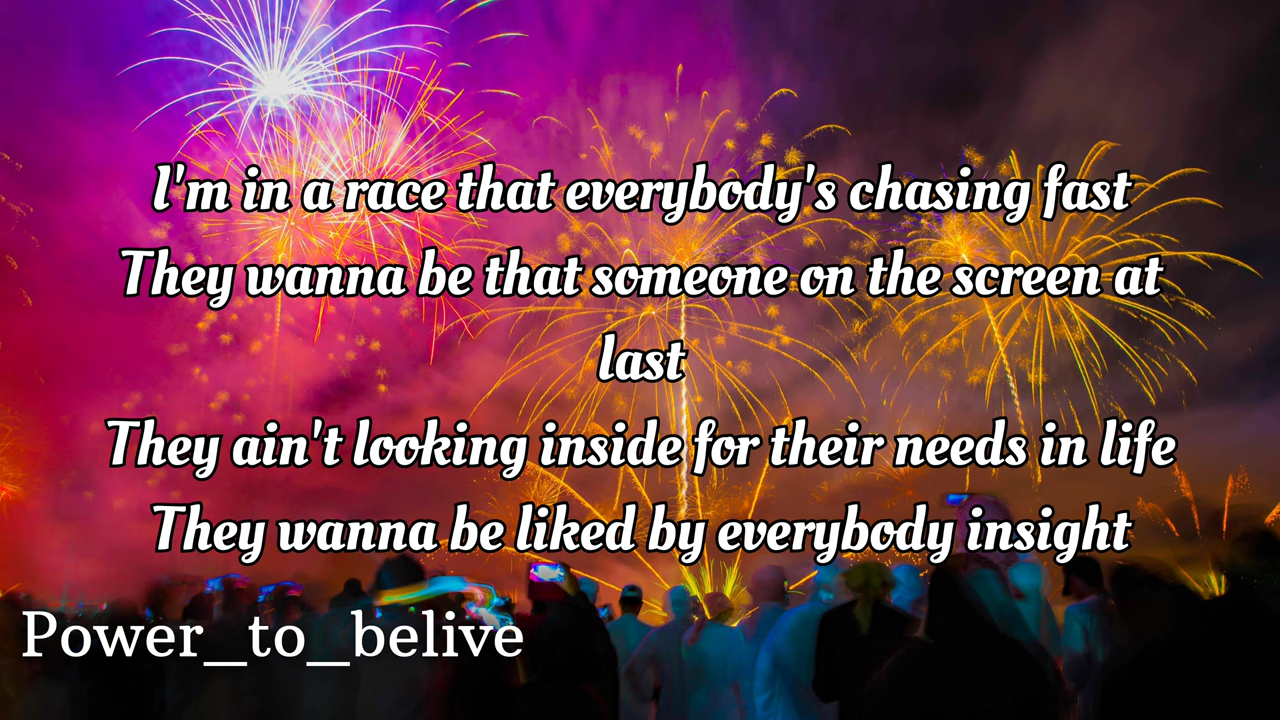 I'm in a race that everybody's chasing fast
They wanna be that someone on the screen at
last
They ain't looking inside for their needs in life
They wanna be liked by everybody insight
Power_to_belive